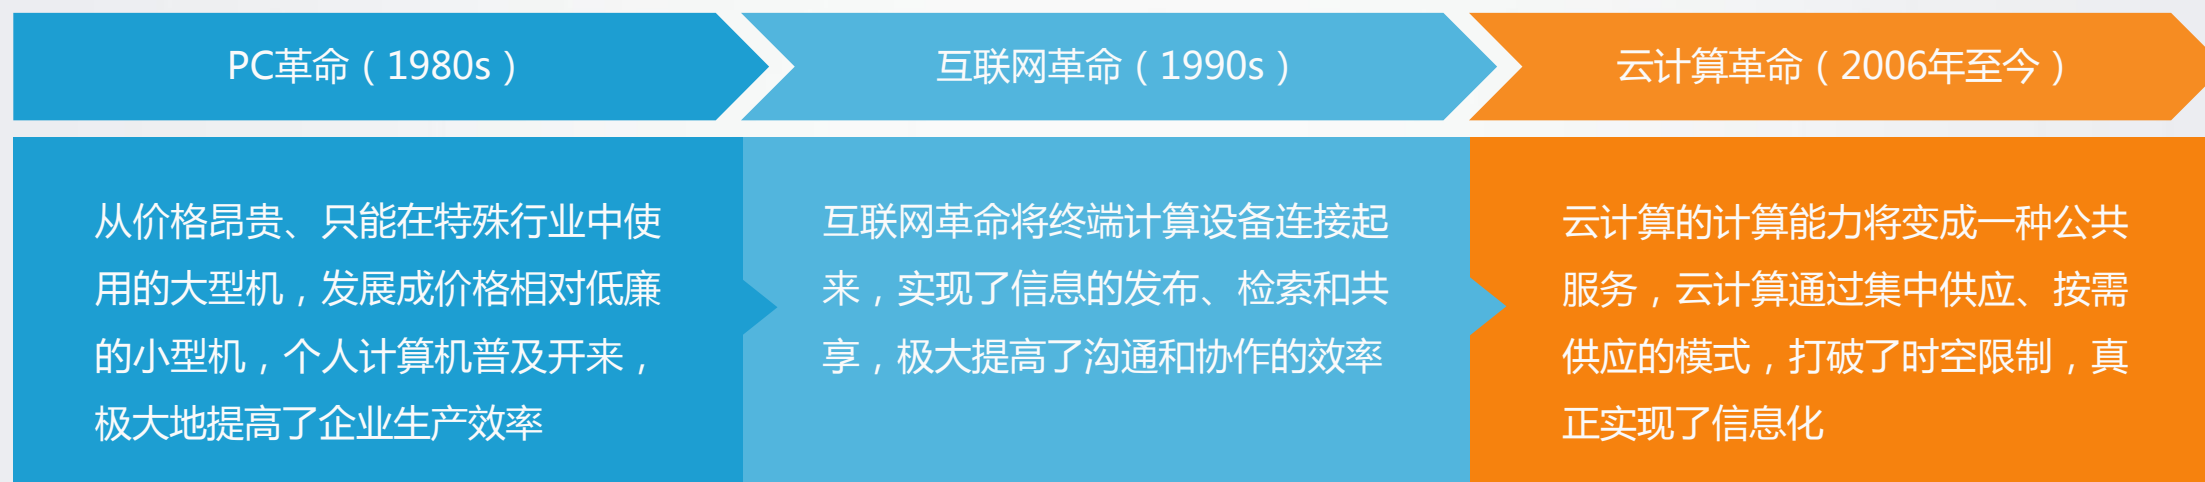 PC革命（1980s）
互联网革命（1990s）
云计算革命（2006年至今）
从价格昂贵、只能在特殊行业中使
用的大型机，发展成价格相对低廉
的小型机，个人计算机普及开来，
极大地提高了企业生产效率
互联网革命将终端计算设备连接起
来，实现了信息的发布、检索和共
享，极大提高了沟通和协作的效率
云计算的计算能力将变成一种公共
服务，云计算通过集中供应、按需
供应的模式，打破了时空限制，真
正实现了信息化